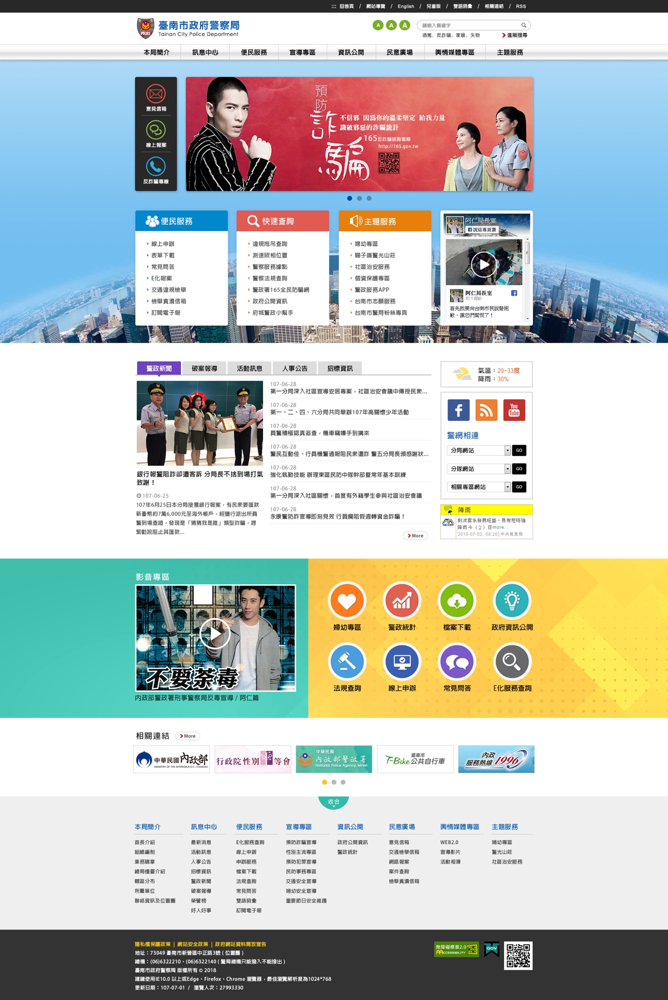 ::: 回首頁 / 網站導覽 / English / 兒童版 / 雙語詞彙 / 相關連結 / RSS
臺南市政府警察局
Tainan City Police Department
POLICE
A A A
請輸入關鍵字
酒駕, 反詐騙, 家暴, 失物
進階搜尋
本局簡介 訊息中心 便民服務 宣導專區 資訊公開 民意廣場 輿情媒體專區 主題服務
意見信箱
線上報案
反詐騙專線
預防
詐騙
不信邪 因為你的溫柔堅定 給我力量
識破邪惡的詐騙詭計
165反詐騙諮詢專線
http://165.gov.tw
便民服務
線上申辦
表單下載
常見問答
E化報案
交通違規檢舉
檢舉貪瀆信箱
訂閱電子報
快速查詢
違規拖吊查詢
測速照相位置
警察服務據點
警察法規查詢
警政署165全民防騙網
政府公開資訊
府城警政小幫手
主題服務
婦幼專區
關子嶺警光山莊
社區治安服務
個資保護專區
警政服務APP
台南市志願服務
台南市警局粉絲專頁
阿仁局長室
說這專頁讚
阿仁局長室
約 1 週前
首先我要向台南市民說聲抱
歉，讓您們驚慌了！
警政新聞 破案報導 活動訊息 人事公告 招標資訊
銀行報警阻詐卻遭客訴 分局長不捨到場打氣
致謝！
107-06-25
107年6月25日本分局接獲銀行報案，有民眾要匯款
新臺幣約7萬6,000元至海外帳戶，經鹽行派出所員
警到場查證，發現是「猜猜我是誰」類型詐騙，趕
緊勸說阻止其匯款...
107-06-28
第一分局深入社區宣導安居專案，社區治安會議中傳授民眾...
107-06-28
第一、二、四、六分局共同舉辦107年高關懷少年活動
107-06-28
員警積極認真追查，機車竊嫌手到擒來
107-06-28
警民互動佳、行員機警通報阻民眾遭詐 警五分局長頒感謝狀...
107-06-28
強化執勤技能 辦理東區民防中隊幹部暨常年基本訓練
107-06-28
第一分局深入社區關懷，首度有外籍學生參與社區治安會議
107-06-28
永康警防詐宣導即刻見效 行員攔阻假週轉資金詐騙！
More
氣溫：29~33度
降雨：30%
You
Tube
警網相連
分局網站 GO
分隊網站 GO
相關專區網站 GO
降雨
NCDR
對流雲系發展旺盛，易有短時強
降雨今〔２〕日more...
2018-07-02, 08:20| 中央氣象局
影音專區
不要荼毒
內政部警政署刑事警察局反毒宣導 / 阿仁篇
婦幼專區 警政統計 檔案下載 政府資訊公開
法規查詢 線上申辦 常見問答 E化服務查詢
相關連結
More
中華民國 內政部
MINISTRY OF THE INTERIOR,R.O.C. (TAIWAN)
行政院性別 等會
中華民國
內政部警政署
National Police Agency, Minist
T-Bike 臺南市
公共自行車
內政
服務熱線 1996
收合
本局簡介
首長介紹
組織編制
業務職掌
總局樓層介紹
轄區分布
所屬單位
聯絡資訊及位置圖
訊息中心
最新消息
活動訊息
人事公告
招標資訊
警政新聞
破案報導
榮譽榜
好人好事
便民服務
E化服務查詢
線上申辦
申辦服務
檔案下載
法規查詢
常見問答
雙語詞彙
訂閱電子報
宣導專區
預防詐騙宣導
性別主流專區
預防犯罪宣導
民防事務專區
交通安全宣導
婦幼安全宣導
重要節日安全維護
資訊公開
政府公開資訊
警政統計
民意廣場
意見信箱
交通檢舉信箱
網路報案
案件查詢
檢舉貪瀆信箱
輿情媒體專區
WEB2.0
宣導影片
活動相簿
主題服務
婦幼專區
警光山莊
社區治安服務
隱私權保護政策 | 網站安全政策 | 政府網站資料開放宣告
地址：73049 臺南市新營區中正路3號 ( 位置圖 )
總機：(06)6322210、(06)6322140 ( 警局總機只能撥入不能撥出 )
臺南市政府警察局 版權所有 © 2018
建議使用IE10.0 以上或Edge、Firefox、Chrome 瀏覽器，最佳瀏覽解析度為1024*768
更新日期：107-07-01 / 瀏覽人次：27993330
無障礙標章2.0
ACCESSIBILITY
GOV